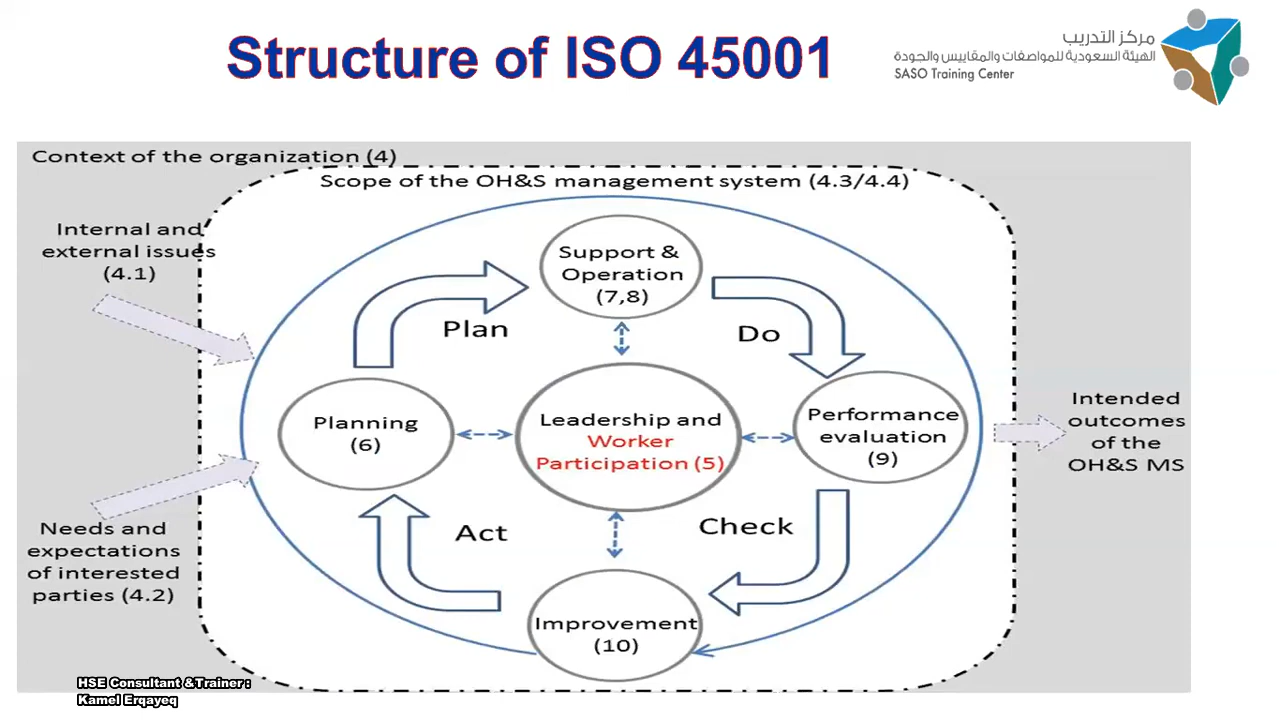 Structure of ISO 45001
مركز التدريب
الهيئة السعودية للمواصفات والمقاييس والجودة
SASO Training Center
Context of the organization (4)
Scope of the OH&S management system (4.3/4.4)
Internal and
external issues
(4.1)
Support &
Operation
(7,8)
Plan
Do
Planning
(6)
Leadership and
Worker
Participation (5)
Performance
evaluation
(9)
Intended
outcomes
of the
OH&S MS
Needs and
expectations
of interested
parties (4.2)
Act
Check
Improvement
(10)
HSE Consultant &Trainer :
Kamel Erqayeq